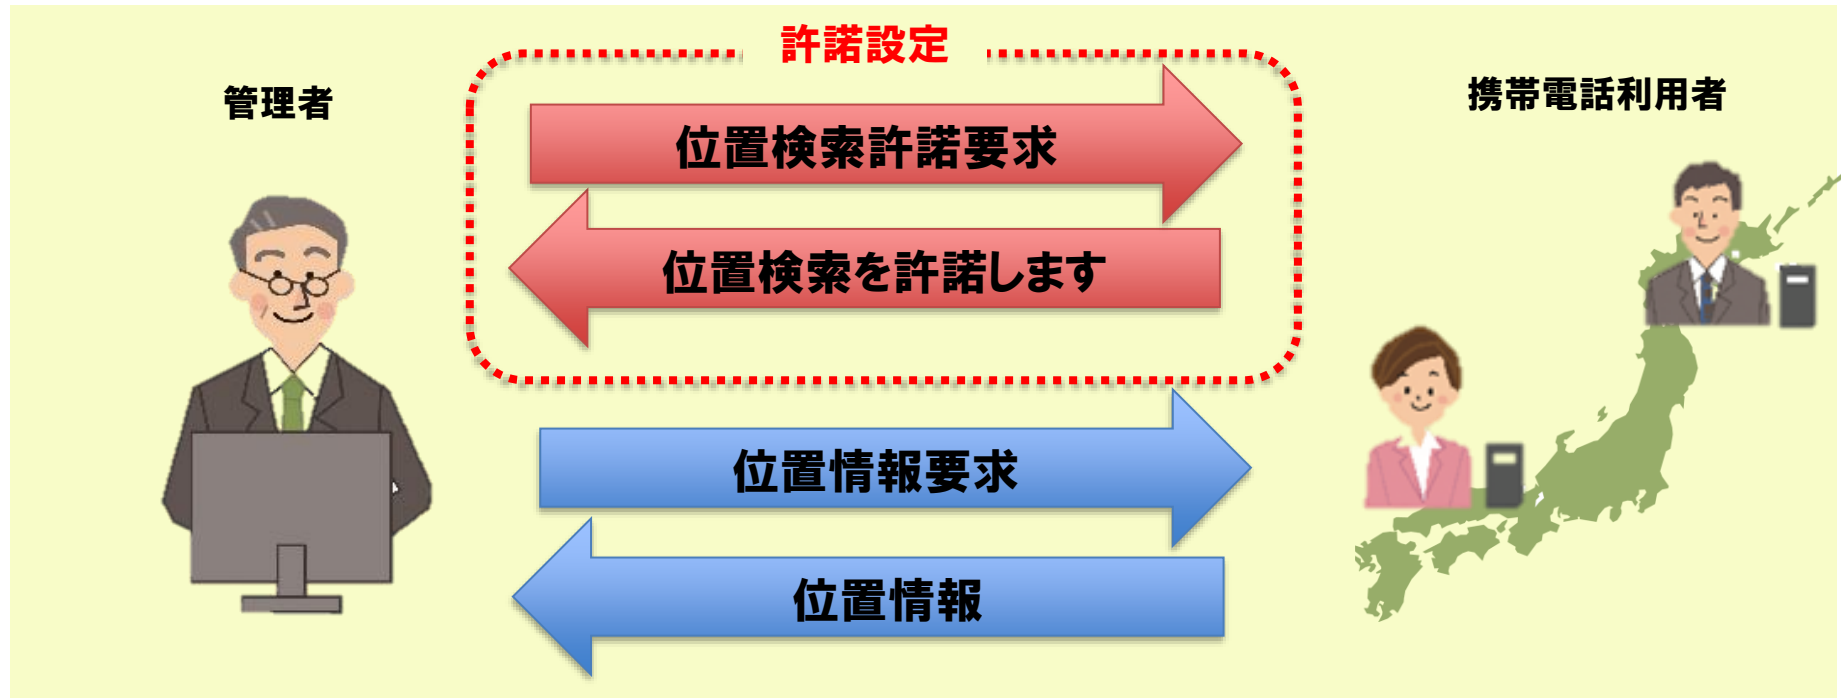 許諾設定
管理者
携帯電話利用者
位置検索許諾要求
位置検索を許諾します
位置情報要求
位置情報